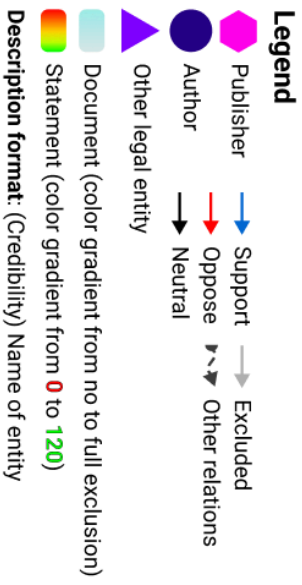 Legend
Publisher
Support
Excluded
Author
Oppose
Other relations
Neutral
Other legal entity
Document (color gradient from no to full exclusion)
Statement (color gradient from 0 to 120)
Description format: (Credibility) Name of entity